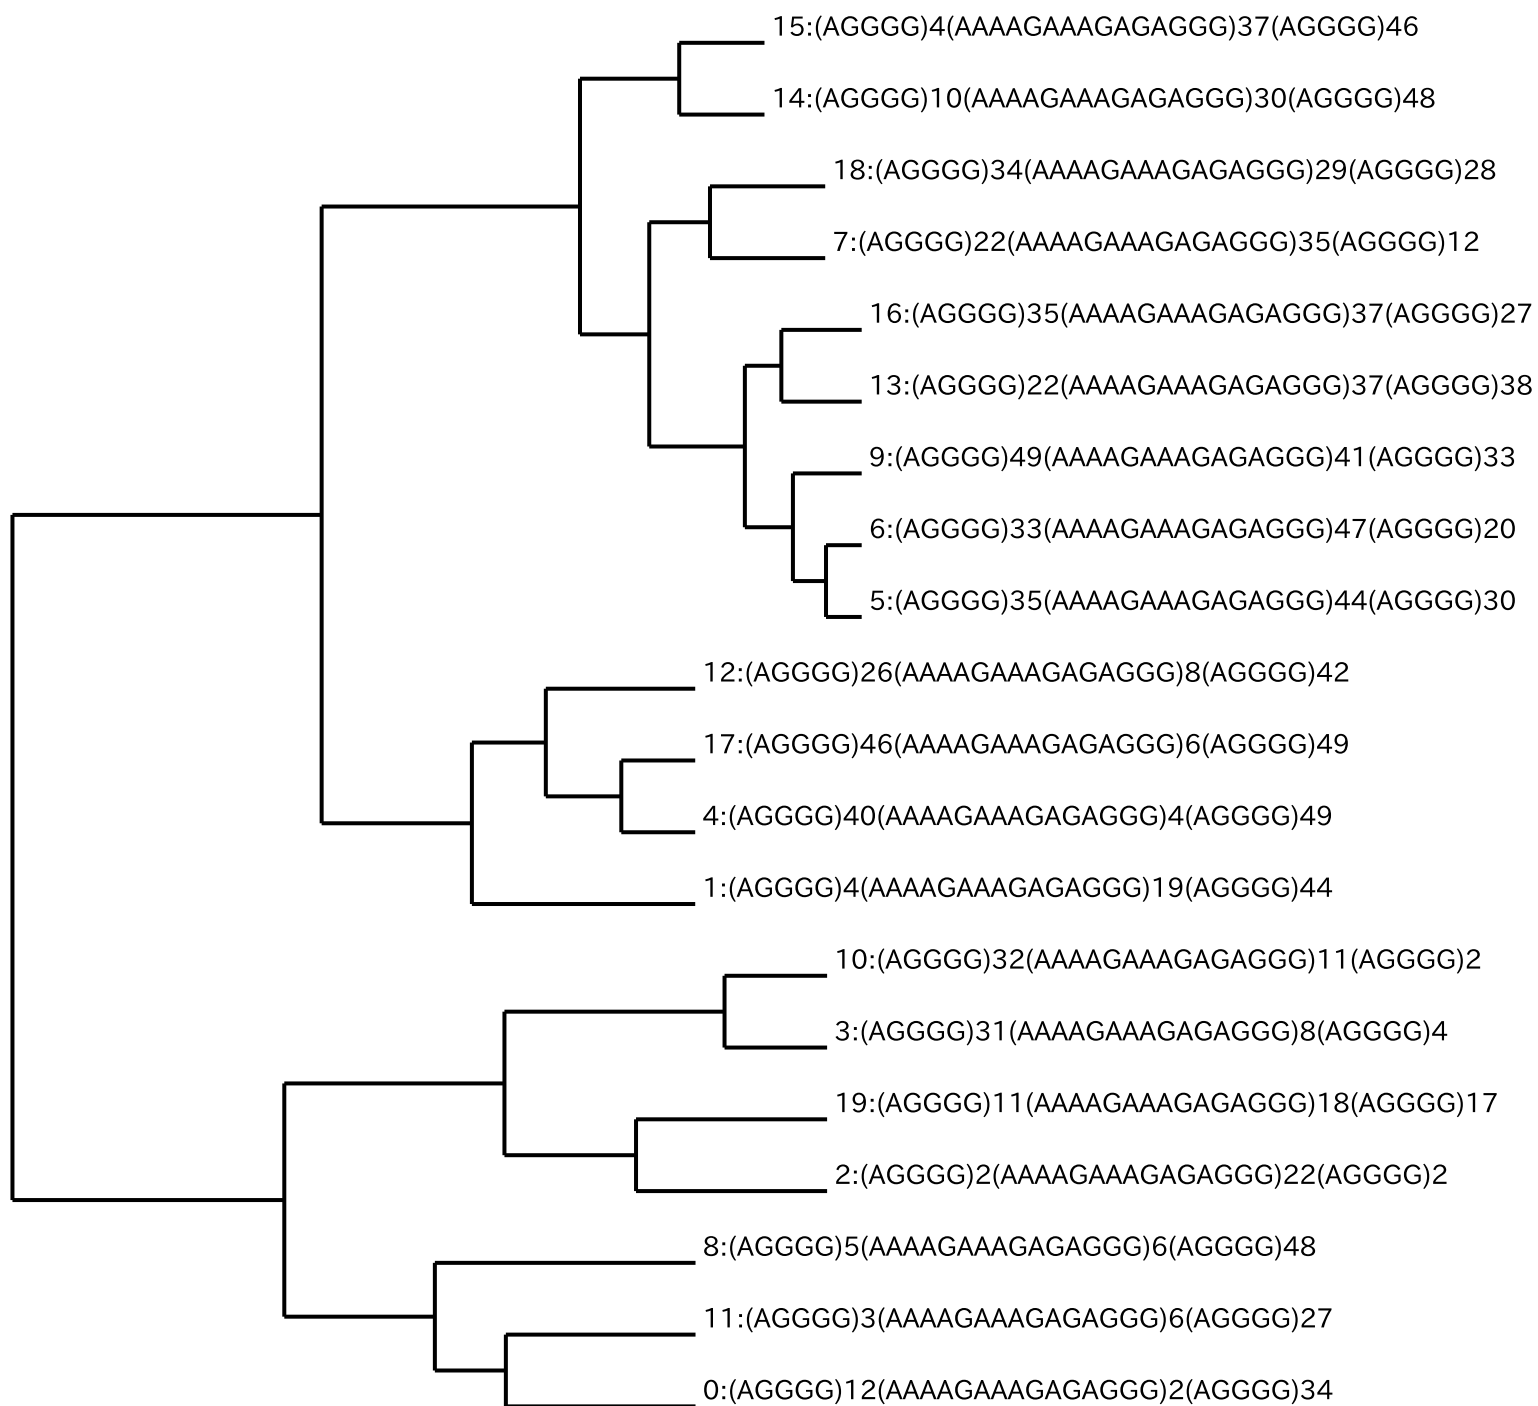 15:(AGGGG)4(AAAAGAAAGAGAGGG)37(AGGGG)46
14:(AGGGG)10(AAAAGAAAGAGAGGG)30(AGGGG)48
18:(AGGGG)34(AAAAGAAAGAGAGGG)29(AGGGG)28
7:(AGGGG)22(AAAAGAAAGAGAGGG)35(AGGGG)12
16:(AGGGG)35(AAAAGAAAGAGAGGG)37(AGGGG)27
13:(AGGGG)22(AAAAGAAAGAGAGGG)37(AGGGG)38
9:(AGGGG)49(AAAAGAAAGAGAGGG)41(AGGGG)33
6:(AGGGG)33(AAAAGAAAGAGAGGG)47(AGGGG)20
5:(AGGGG)35(AAAAGAAAGAGAGGG)44(AGGGG)30
12:(AGGGG)26(AAAAGAAAGAGAGGG)8(AGGGG)42
17:(AGGGG)46(AAAAGAAAGAGAGGG)6(AGGGG)49
4:(AGGGG)40(AAAAGAAAGAGAGGG)4(AGGGG)49
1:(AGGGG)4(AAAAGAAAGAGAGGG)19(AGGGG)44
10:(AGGGG)32(AAAAGAAAGAGAGGG)11(AGGGG)2
3:(AGGGG)31(AAAAGAAAGAGAGGG)8(AGGGG)4
19:(AGGGG)11(AAAAGAAAGAGAGGG)18(AGGGG)17
2:(AGGGG)2(AAAAGAAAGAGAGGG)22(AGGGG)2
8:(AGGGG)5(AAAAGAAAGAGAGGG)6(AGGGG)48
11:(AGGGG)3(AAAAGAAAGAGAGGG)6(AGGGG)27
0:(AGGGG)12(AAAAGAAAGAGAGGG)2(AGGGG)34